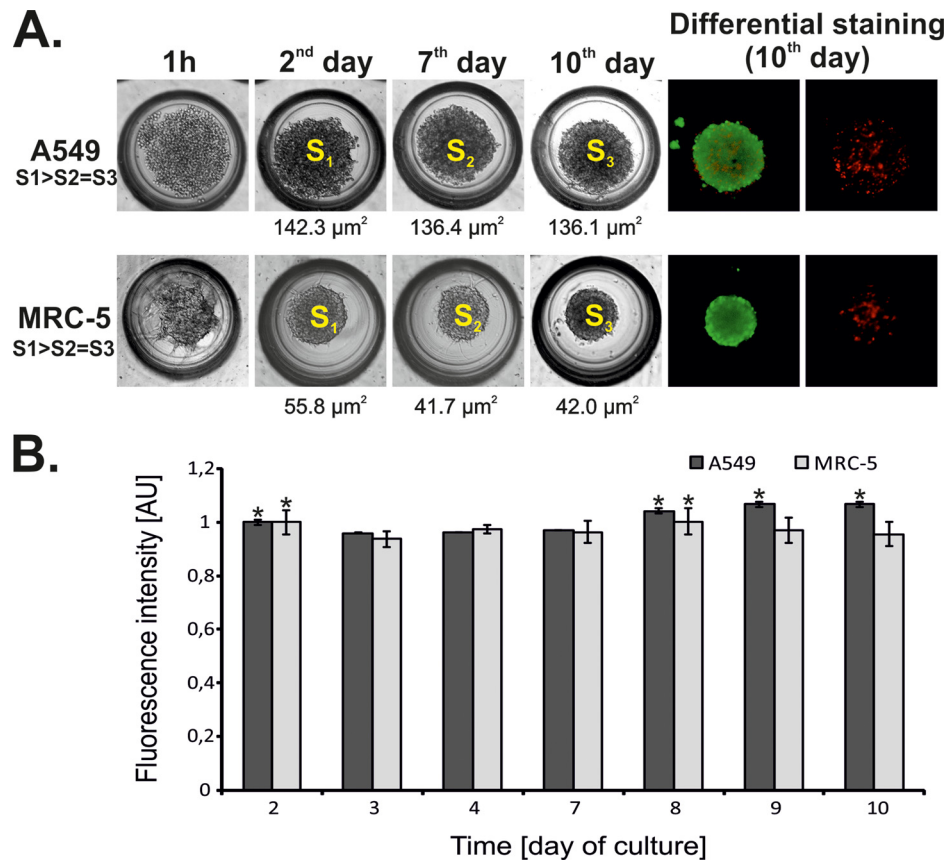 A.
1h
2nd day
7th day
10th day
Differential staining
(10th day)
A549
S1>S2=S3
S1
S2
S3
142.3 µm²
136.4 µm²
136.1 µm²
MRC-5
S1>S2=S3
S1
S2
S3
55.8 µm²
41.7 µm²
42.0 µm²
B.
A549
MRC-5
Fluorescence intensity [AU]
1,2
1
0,8
0,6
0,4
0,2
0
* * * * * *
2 3 4 7 8 9 10
Time [day of culture]